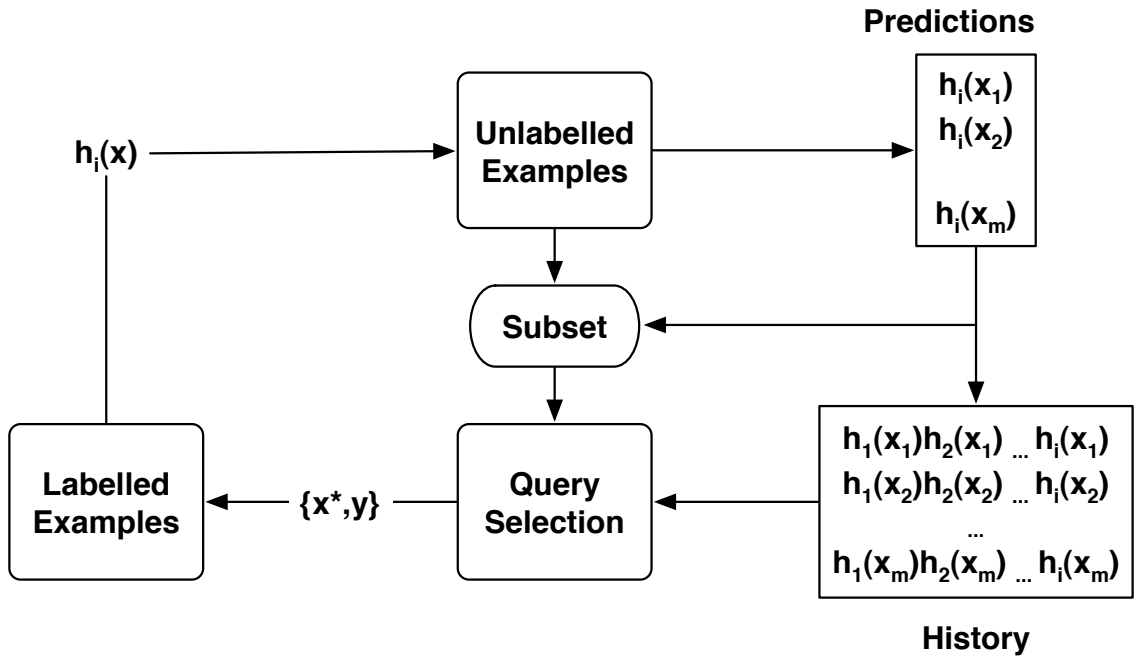 Predictions
hᵢ(x₁)
hᵢ(x₂)
hᵢ(xₘ)
hᵢ(x)
Unlabelled
Examples
Subset
Labelled
Examples
{x*,y}
Query
Selection
h₁(x₁)h₂(x₁) ... hᵢ(x₁)
h₁(x₂)h₂(x₂) ... hᵢ(x₂)
...
h₁(xₘ)h₂(xₘ) ... hᵢ(xₘ)
History